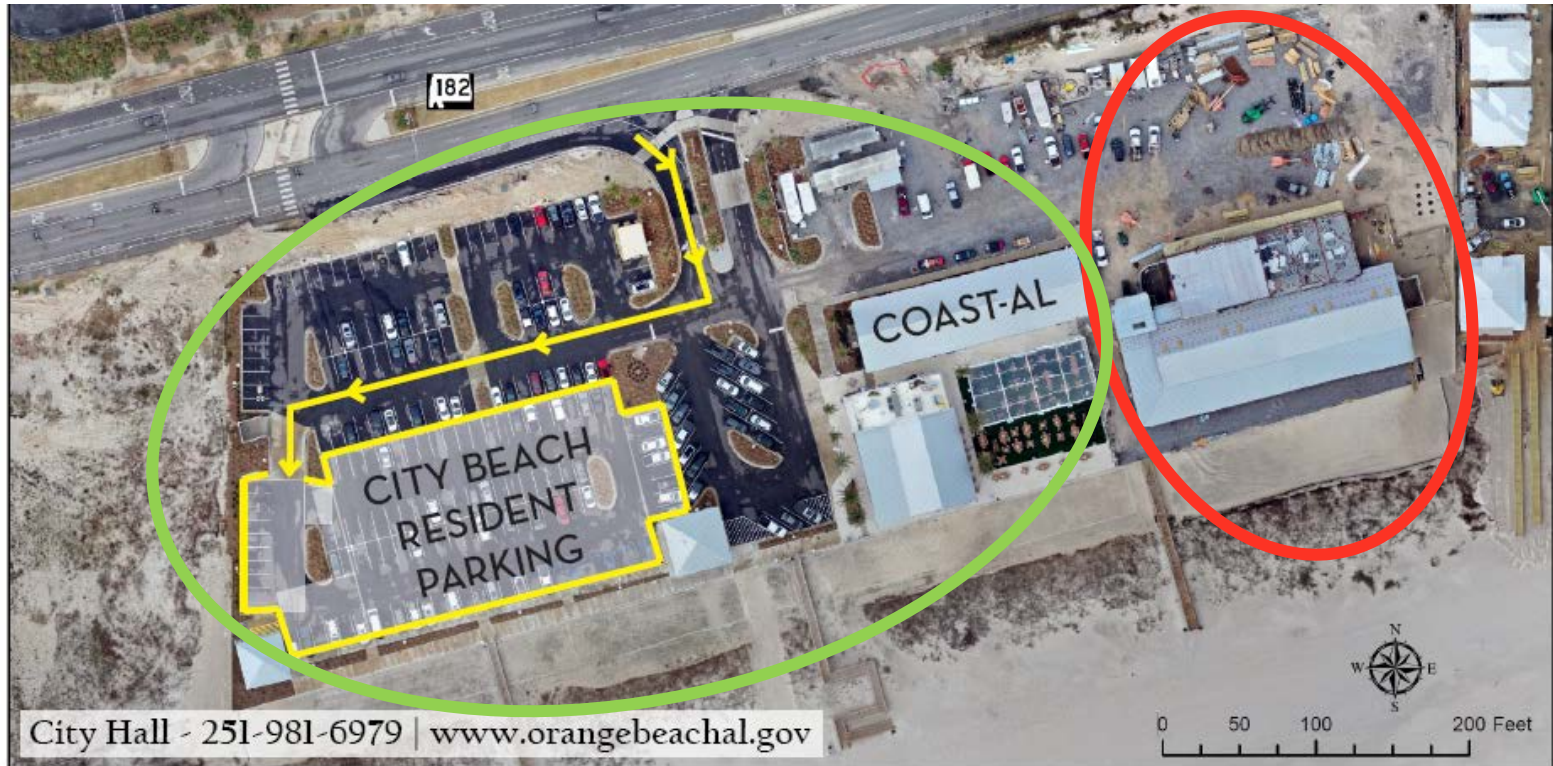 182
COAST-AL
CITY BEACH
RESIDENT
PARKING
N
W E
S
0 50 100 200 Feet
City Hall - 251-981-6979 | www.orangebeachal.gov